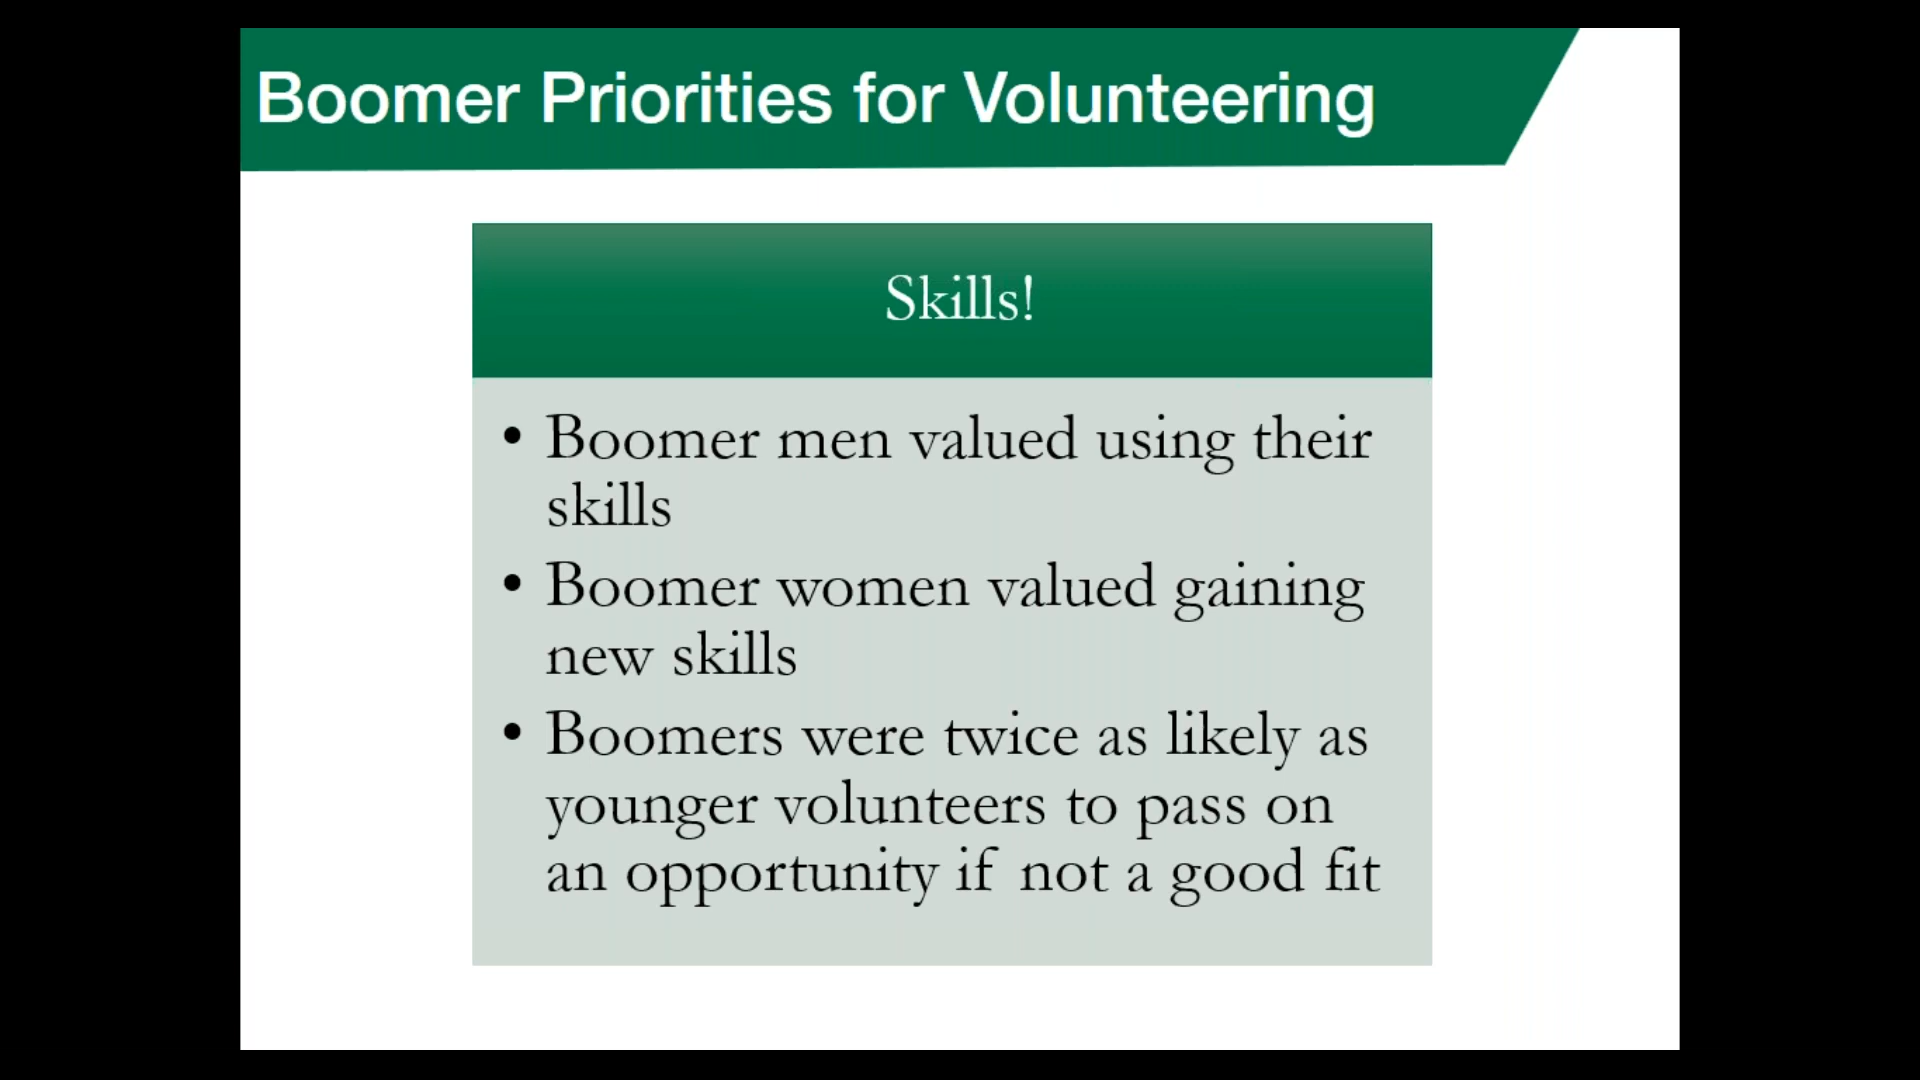 Boomer Priorities for Volunteering
Skills!
• Boomer men valued using their
skills
• Boomer women valued gaining
new skills
• Boomers were twice as likely as
younger volunteers to pass on
an opportunity if not a good fit